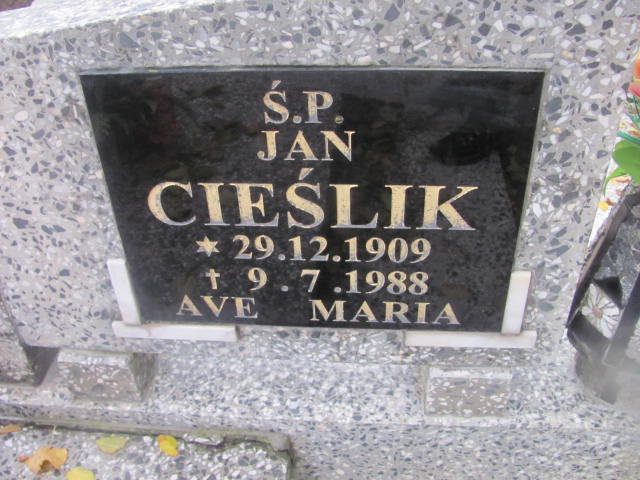 Ś.P.
JAN
CIEŚLIK
* 29.12.1909
† 9.7.1988
AVE MARIA